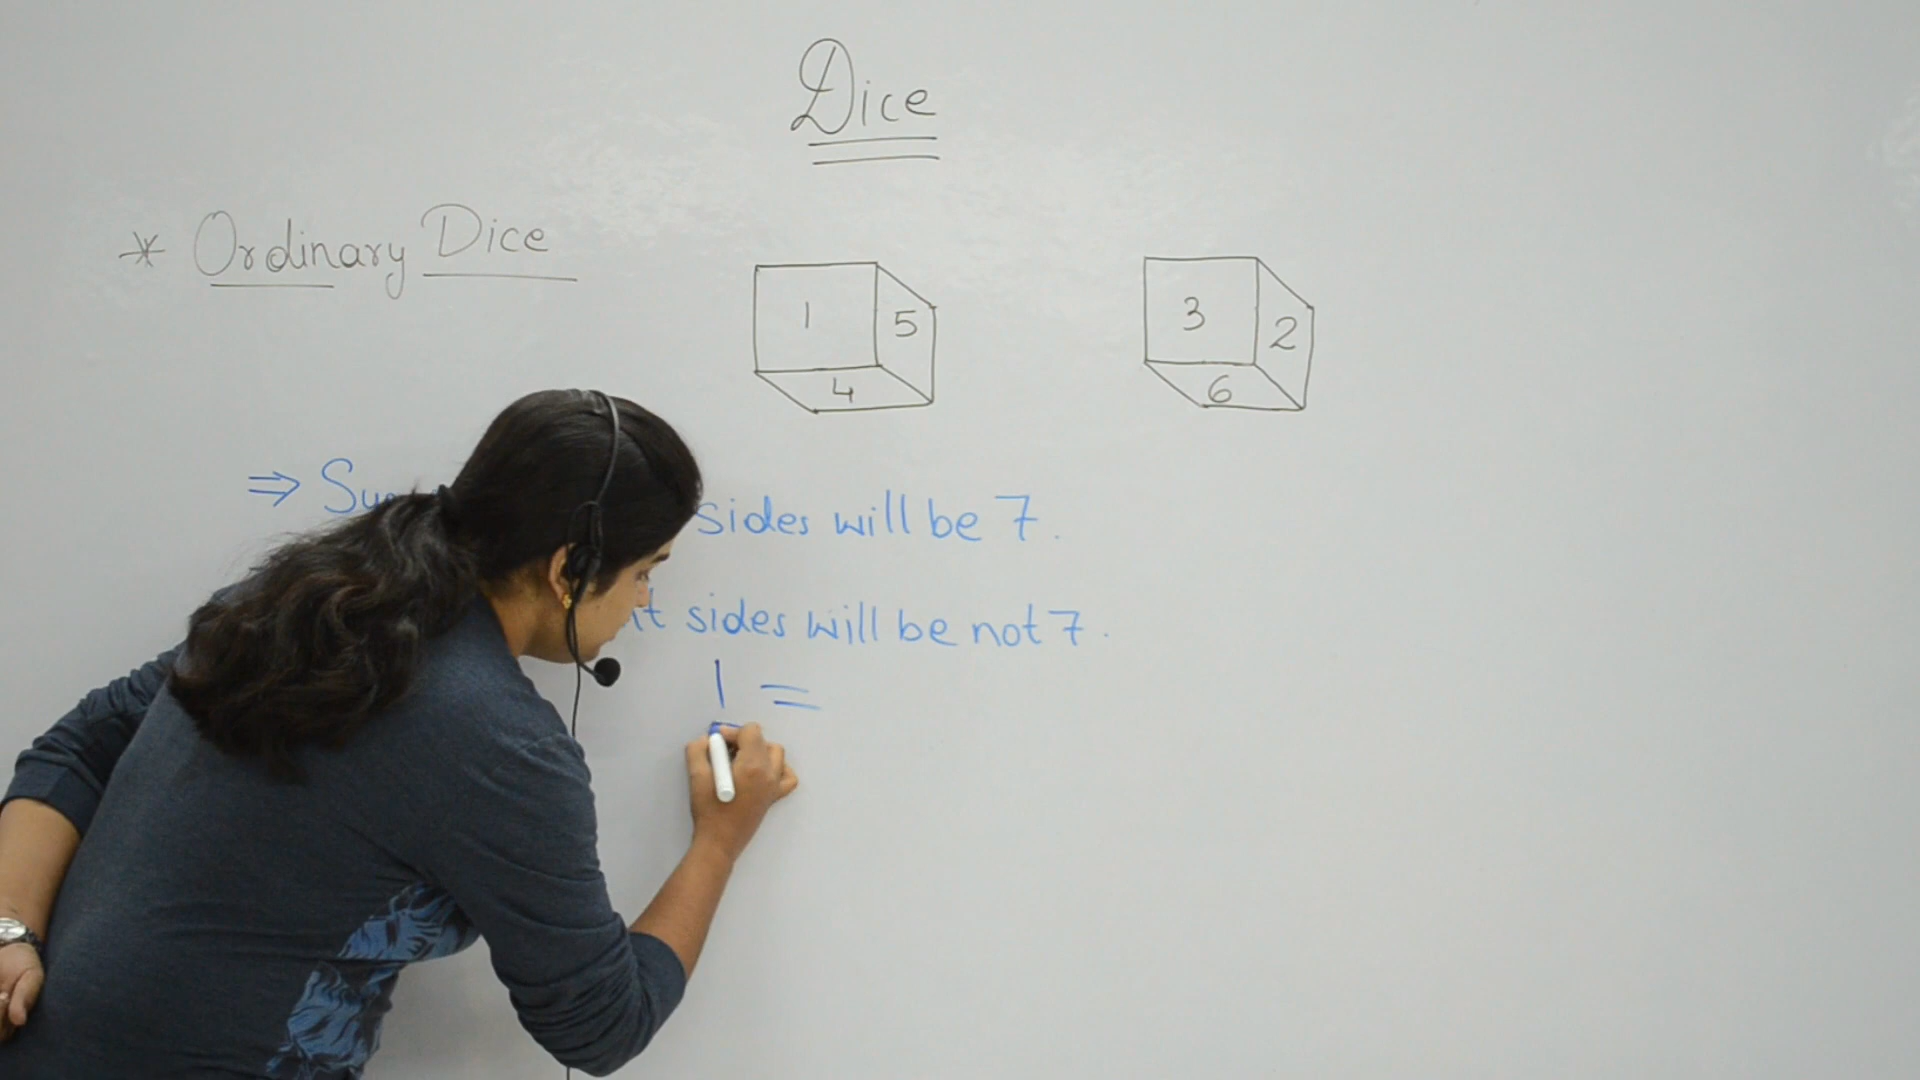 Dice
* Ordinary Dice
1 5 4
3 2 6
⇒ sides will be 7.
sides will be not 7.
1 =